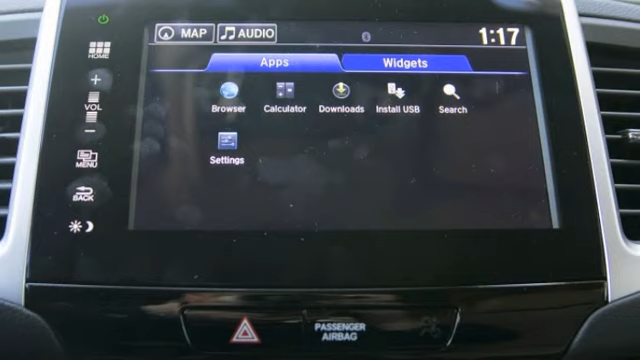 MAP AUDIO 1:17
HOME
Apps Widgets
+
VOL
−
Browser Calculator Downloads Install USB Search
MENU
Settings
BACK
PASSENGER
AIRBAG